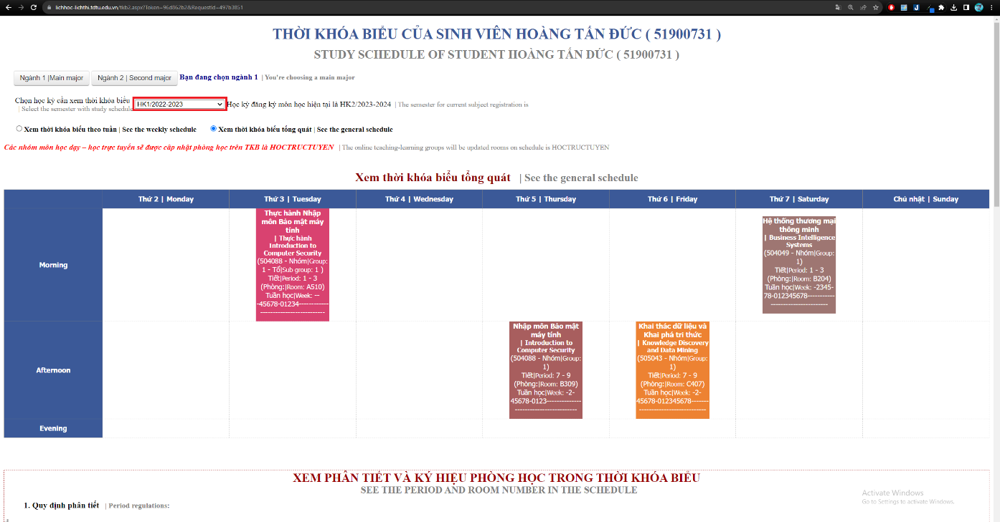 lichhoc-lichthi.tdtu.edu.vn/tkb2.aspx?Token=96d862b2&RequestId=497b3851
THỜI KHÓA BIỂU CỦA SINH VIÊN HOÀNG TẤN ĐỨC ( 51900731 )
STUDY SCHEDULE OF STUDENT HOÀNG TẤN ĐỨC ( 51900731 )
Ngành 1 |Main major Ngành 2 | Second major Bạn đang chọn ngành 1 | You're choosing a main major
Chọn học kỳ cần xem thời khóa biểu
| Select the semester with study schedule
HK1/2022-2023 Học kỳ đăng ký môn học hiện tại là HK2/2023-2024 | The semester for current subject registration is
Xem thời khóa biểu theo tuần | See the weekly schedule Xem thời khóa biểu tổng quát | See the general schedule
Các nhóm môn học dạy – học trực tuyến sẽ được cập nhật phòng học trên TKB là HOCTRUCTUYEN | The online teaching-learning groups will be updated rooms on schedule is HOCTRUCTUYEN
Xem thời khóa biểu tổng quát | See the general schedule
Thứ 2 | Monday Thứ 3 | Tuesday Thứ 4 | Wednesday Thứ 5 | Thursday Thứ 6 | Friday Thứ 7 | Saturday Chủ nhật | Sunday
Morning
Thực hành Nhập
môn Bảo mật máy
tính
| Thực hành
Introduction to
Computer Security
(504088 - Nhóm|Group:
1 - Tổ|Sub-group: 1 )
Tiết|Period: 1 - 3
(Phòng:|Room: A510)
Tuần học|Week: --
-45678-01234------------
--------------------------
Hệ thống thương mại
thông minh
| Business Intelligence
Systems
(504049 - Nhóm|Group:
1)
Tiết|Period: 1 - 3
(Phòng:|Room: B204)
Tuần học|Week: -2345-
78-012345678-----------
-----------------------
Afternoon
Nhập môn Bảo mật
máy tính
| Introduction to
Computer Security
(504088 - Nhóm|Group:
1)
Tiết|Period: 7 - 9
(Phòng:|Room: B309)
Tuần học|Week: -2-
45678-0123--------------
-------------------------
Khai thác dữ liệu và
Khai phá tri thức
| Knowledge Discovery
and Data Mining
(505043 - Nhóm|Group:
1)
Tiết|Period: 7 - 9
(Phòng:|Room: C407)
Tuần học|Week: -2-
45678-012345678-------
---------------------------
Evening
XEM PHÂN TIẾT VÀ KÝ HIỆU PHÒNG HỌC TRONG THỜI KHÓA BIỂU
SEE THE PERIOD AND ROOM NUMBER IN THE SCHEDULE
1. Quy định phân tiết | Period regulations:
Activate Windows
Go to Settings to activate Windows.